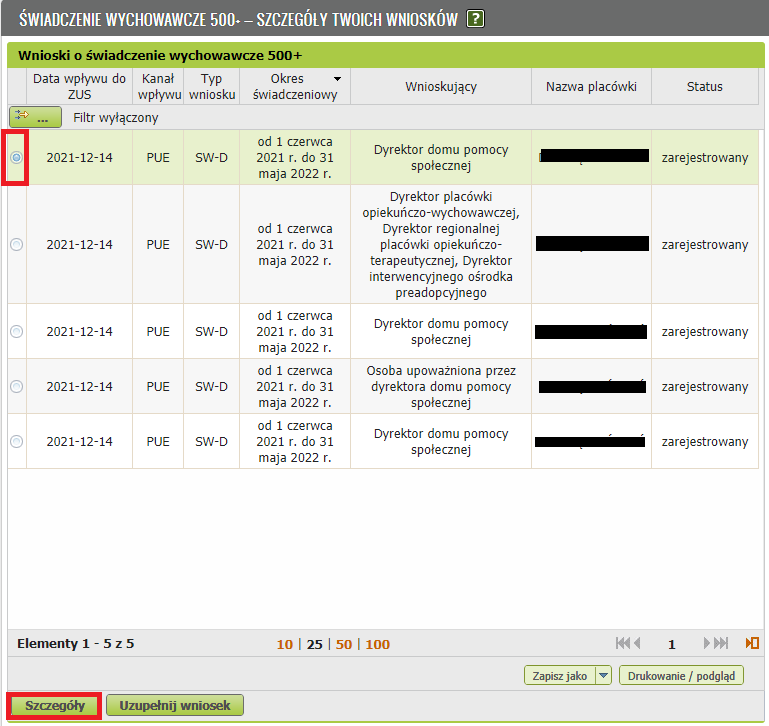 ŚWIADCZENIE WYCHOWAWCZE 500+ – SZCZEGÓŁY TWOICH WNIOSKÓW ?
Wnioski o świadczenie wychowawcze 500+
Data wpływu do ZUS Kanał wpływu Typ wniosku Okres świadczeniowy Wnioskujący Nazwa placówki Status
... Filtr wyłączony
2021-12-14 PUE SW-D od 1 czerwca 2021 r. do 31 maja 2022 r. Dyrektor domu pomocy społecznej zarejestrowany
2021-12-14 PUE SW-D od 1 czerwca 2021 r. do 31 maja 2022 r. Dyrektor placówki opiekuńczo-wychowawczej, Dyrektor regionalnej placówki opiekuńczo-terapeutycznej, Dyrektor interwencyjnego ośrodka preadopcyjnego zarejestrowany
2021-12-14 PUE SW-D od 1 czerwca 2021 r. do 31 maja 2022 r. Dyrektor domu pomocy społecznej zarejestrowany
2021-12-14 PUE SW-D od 1 czerwca 2021 r. do 31 maja 2022 r. Osoba upoważniona przez dyrektora domu pomocy społecznej zarejestrowany
2021-12-14 PUE SW-D od 1 czerwca 2021 r. do 31 maja 2022 r. Dyrektor domu pomocy społecznej zarejestrowany
Elementy 1 - 5 z 5 10 | 25 | 50 | 100 1
Zapisz jako Drukowanie / podgląd
Szczegóły Uzupełnij wniosek